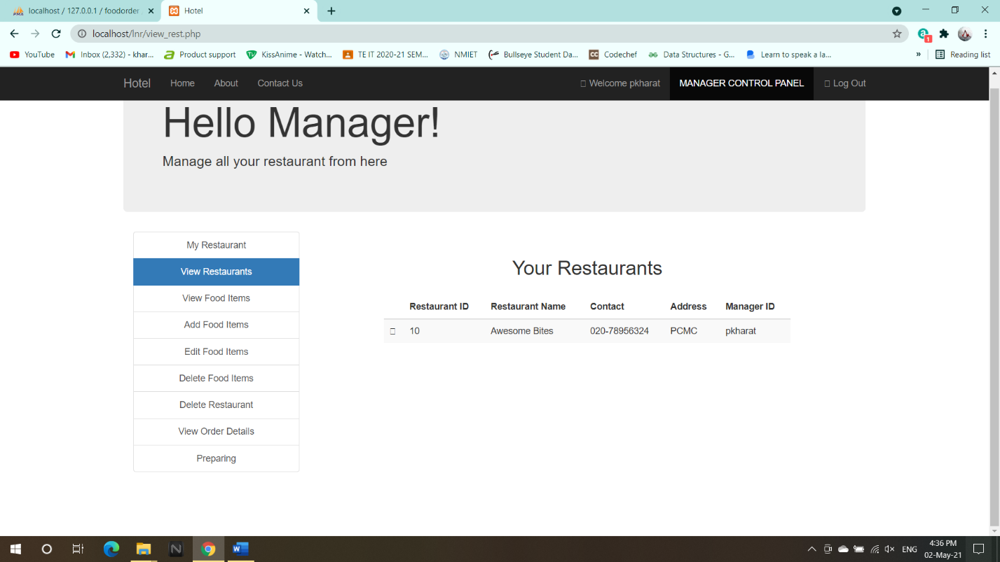 localhost / 127.0.0.1 / foodorder
Hotel
localhost/lnr/view_rest.php
YouTube
Inbox (2,332) - khar...
Product support
KissAnime - Watch...
TE IT 2020-21 SEM...
NMIET
Bullseye Student Da...
CC Codechef
Data Structures - G...
Learn to speak a la...
»
Reading list
Hotel Home About Contact Us Welcome pkharat MANAGER CONTROL PANEL Log Out
Hello Manager!
Manage all your restaurant from here
My Restaurant
View Restaurants
View Food Items
Add Food Items
Edit Food Items
Delete Food Items
Delete Restaurant
View Order Details
Preparing
Your Restaurants
Restaurant ID Restaurant Name Contact Address Manager ID
10 Awesome Bites 020-78956324 PCMC pkharat
ENG
4:36 PM
02-May-21